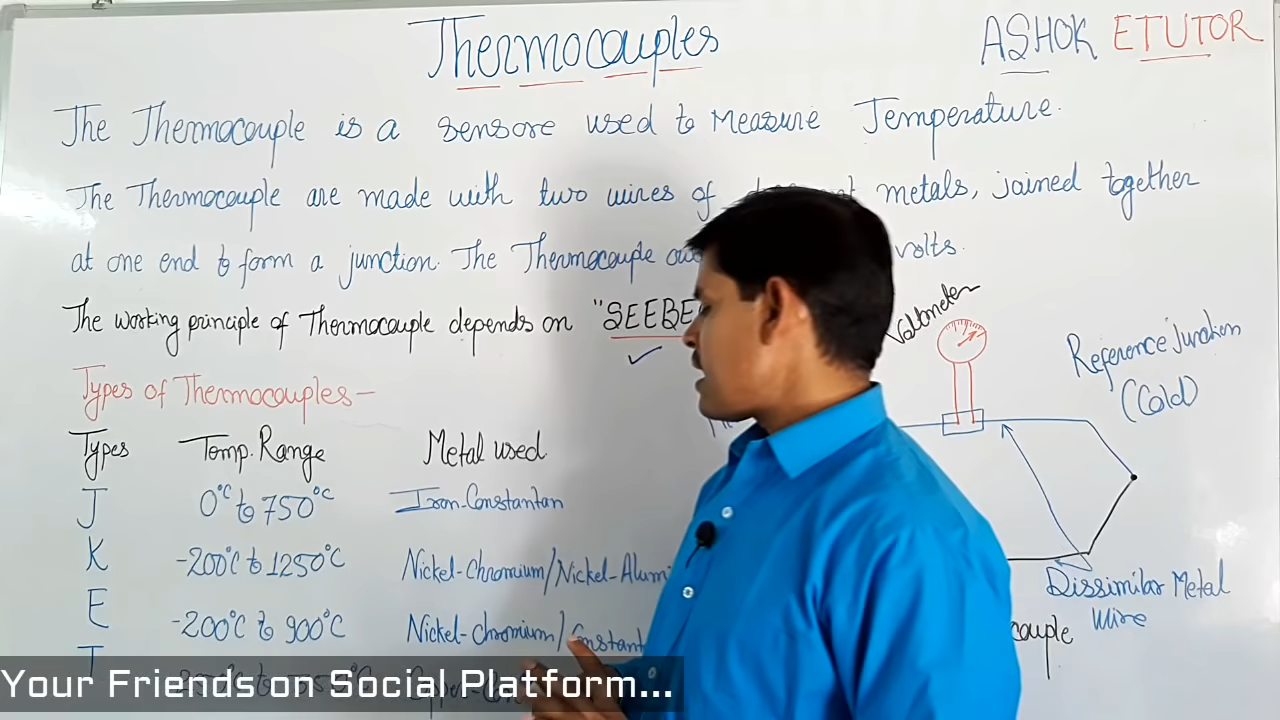 Thermocouples
ASHOK ETUTOR
The Thermocouple is a sensore used to Measure Temperature.
The Thermocouple are made with two wires of metals, joined together
at one end to form a junction. The Thermocouple volts.
The working principle of Thermocouple depends on "SEEBE
Voltmeter
Reference Junction
(Cold)
Types of Thermocouples-
Types Temp. Range Metal used
J 0°C to 750°C Iron-Constantan
K -200°C to 1250°C Nickel-Chromium/Nickel-Alumi
E -200°C to 900°C Nickel-Chromium/Constant
Dissimilar Metal
Wire
couple
T
Your Friends on Social Platform...